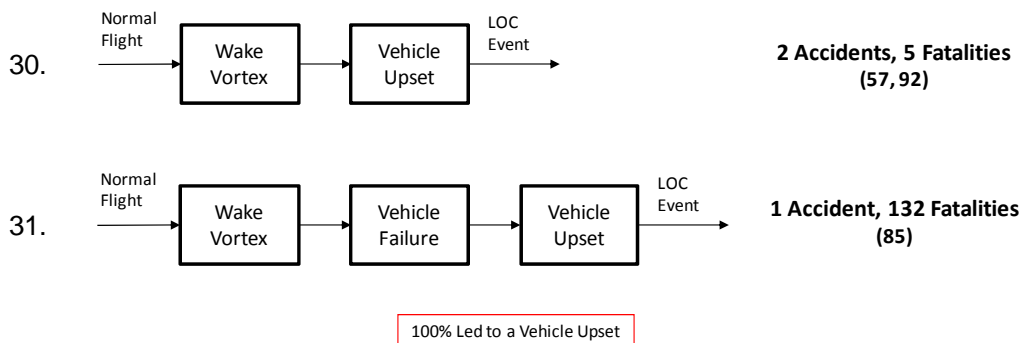 30.
Normal
Flight
Wake
Vortex
Vehicle
Upset
LOC
Event
2 Accidents, 5 Fatalities
(57, 92)
31.
Normal
Flight
Wake
Vortex
Vehicle
Failure
Vehicle
Upset
LOC
Event
1 Accident, 132 Fatalities
(85)
100% Led to a Vehicle Upset